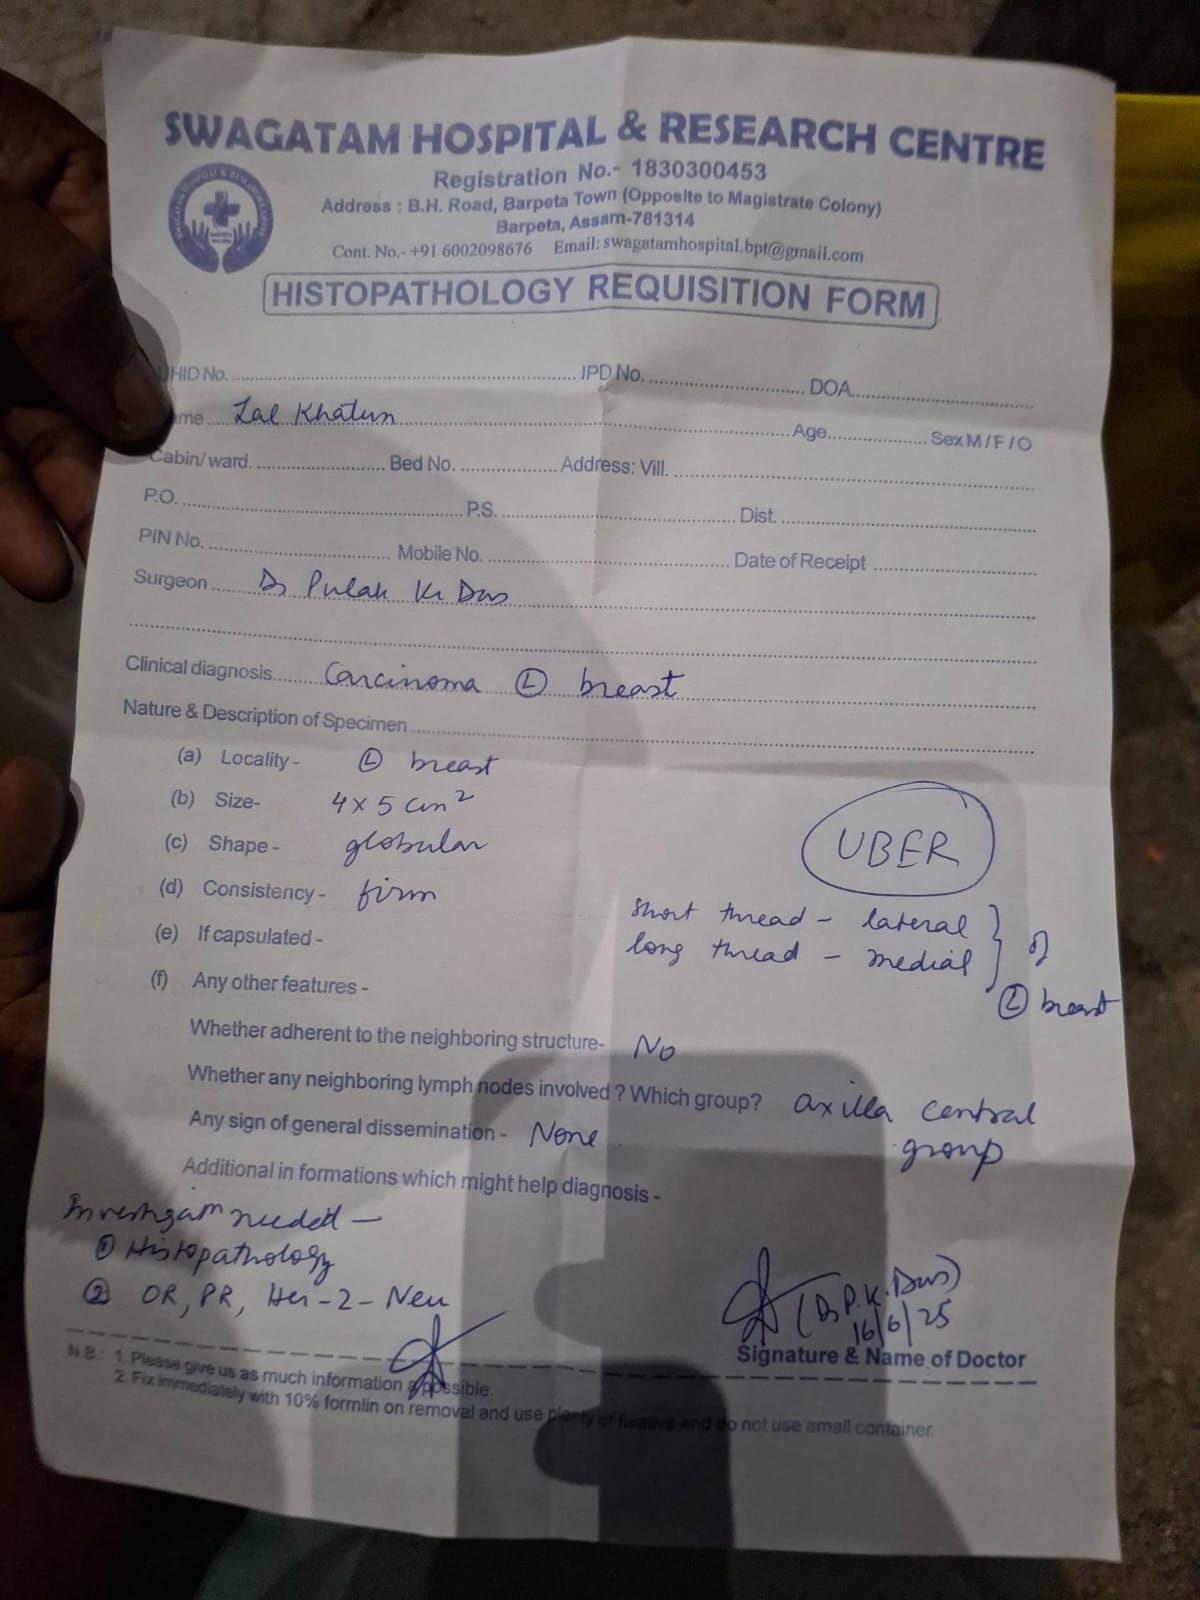 SWAGATAM HOSPITAL & RESEARCH CENTRE
Registration No.- 1830300453
Address : B.H. Road, Barpeta Town (Opposite to Magistrate Colony)
Barpeta, Assam-781314
Cont. No.- +91 6002098676 Email: swagatamhospital.bpt@gmail.com
HISTOPATHOLOGY REQUISITION FORM
UHID No. IPD No. DOA
ame Lal Khatun Age Sex M / F / O
Cabin/ward. Bed No. Address: Vill.
P.O. P.S. Dist.
PIN No. Mobile No. Date of Receipt
Surgeon Dr Pulak Kr Das
Clinical diagnosis Carcinoma (L) breast
Nature & Description of Specimen
(a) Locality - (L) breast
(b) Size- 4 x 5 cm²
(c) Shape - globular
UBER
(d) Consistency - firm
short thread - lateral
long thread - medial } of
(L) breast
(e) If capsulated -
(f) Any other features -
Whether adherent to the neighboring structure- No
Whether any neighboring lymph nodes involved ? Which group? axilla central
group
Any sign of general dissemination - None
Additional in formations which might help diagnosis -
needed -
① Histopathology
② OR, PR, Her-2-Neu
(Dr P.K. Das)
16/6/25
Signature & Name of Doctor
N.B.: 1. Please give us as much information possible.
2. Fix immediately with 10% formlin on removal and use plenty of fixative and do not use amall container.